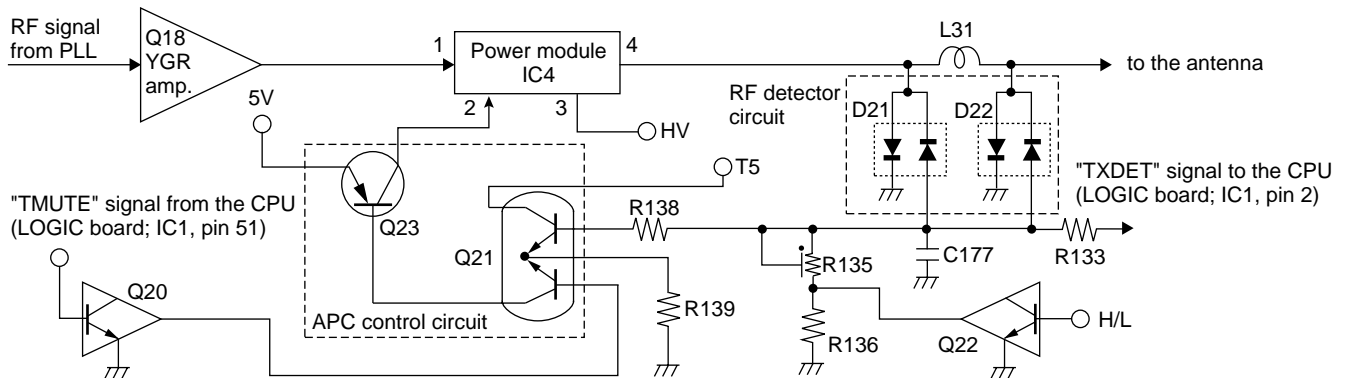 RF signal
from PLL
Q18
YGR
amp.
1
Power module
IC4
4
L31
to the antenna
5V
2
3
HV
RF detector
circuit
D21
D22
T5
"TMUTE" signal from the CPU
(LOGIC board; IC1, pin 51)
"TXDET" signal to the CPU
(LOGIC board; IC1, pin 2)
Q23
R138
Q21
R135
C177
R133
Q20
R139
R136
Q22
H/L
APC control circuit